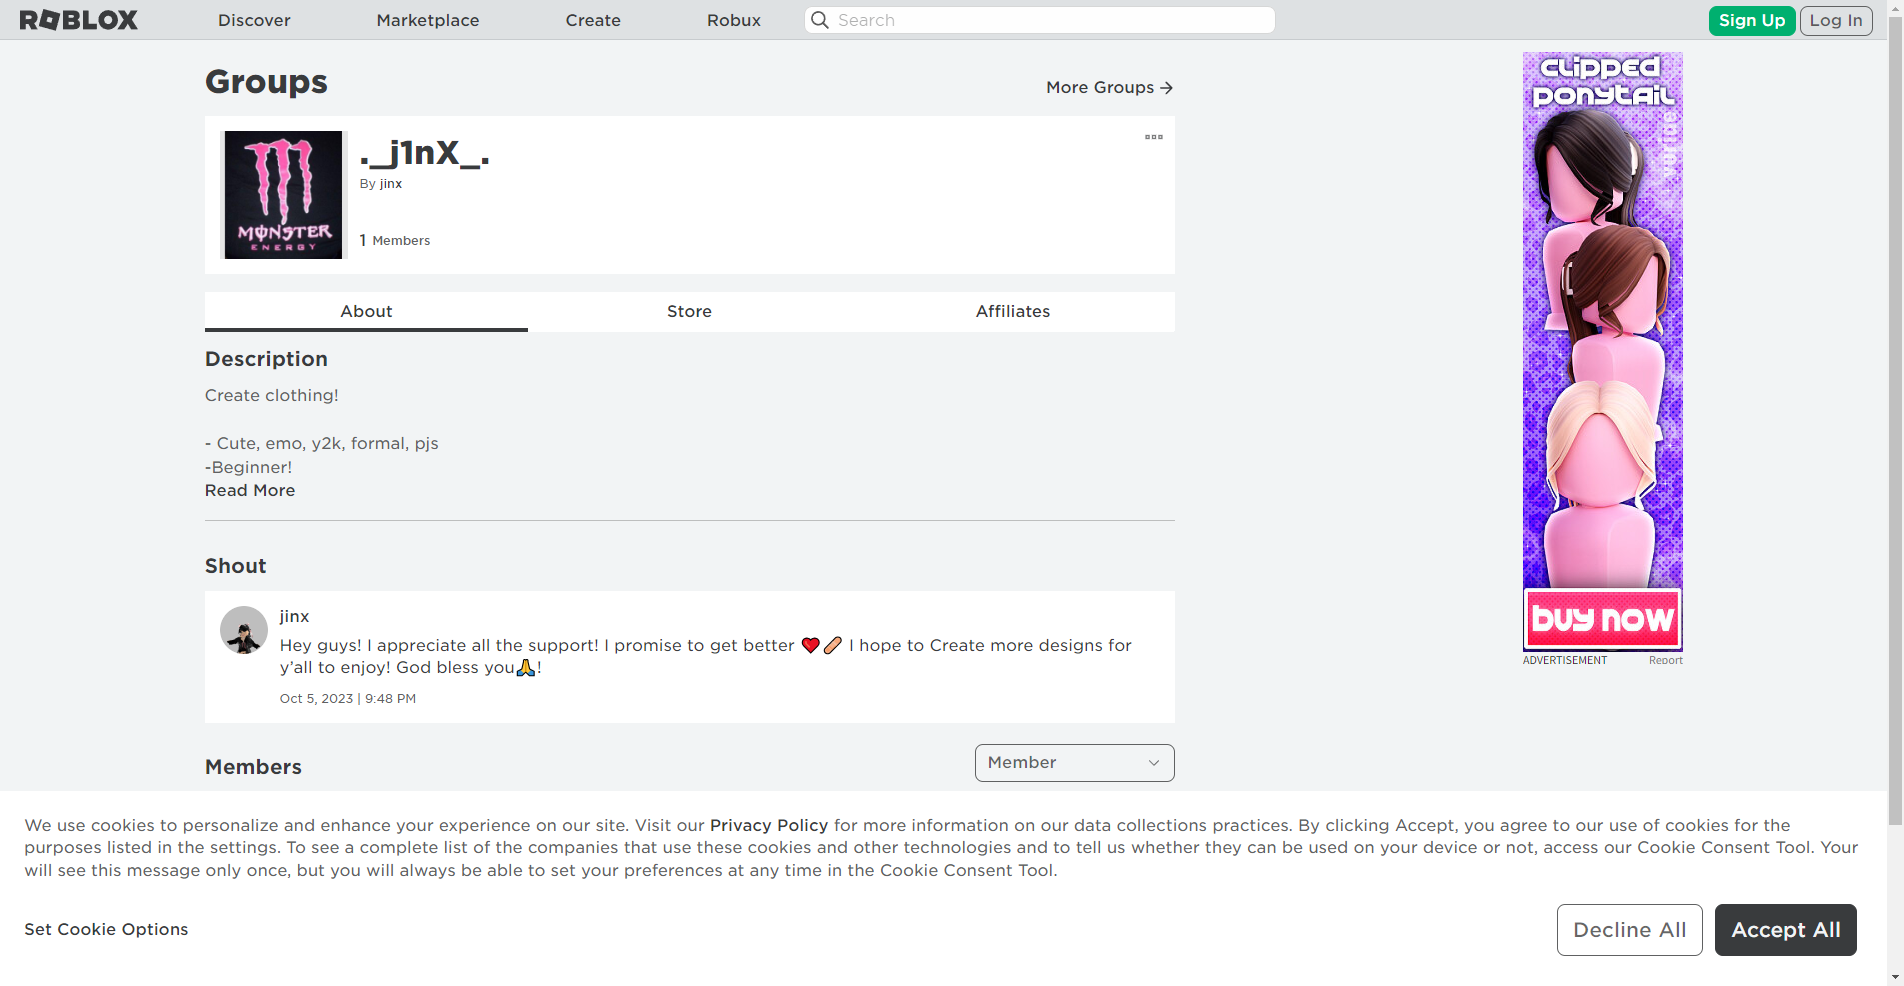 ROBLOX
Discover
Marketplace
Create
Robux
Search
Sign Up
Log In
Groups
More Groups
MONSTER
ENERGY
._j1nX_.
By jinx
1 Members
About
Store
Affiliates
Description
Create clothing!
- Cute, emo, y2k, formal, pjs
-Beginner!
Read More
Shout
jinx
Hey guys! I appreciate all the support! I promise to get better ❤️🩹 I hope to Create more designs for
y’all to enjoy! God bless you🙏!
Oct 5, 2023 | 9:48 PM
Members
Member
CLIPPED
PONYTAIL
buy now
ADVERTISEMENT
Report
We use cookies to personalize and enhance your experience on our site. Visit our Privacy Policy for more information on our data collections practices. By clicking Accept, you agree to our use of cookies for the
purposes listed in the settings. To see a complete list of the companies that use these cookies and other technologies and to tell us whether they can be used on your device or not, access our Cookie Consent Tool. Your
will see this message only once, but you will always be able to set your preferences at any time in the Cookie Consent Tool.
Set Cookie Options
Decline All
Accept All